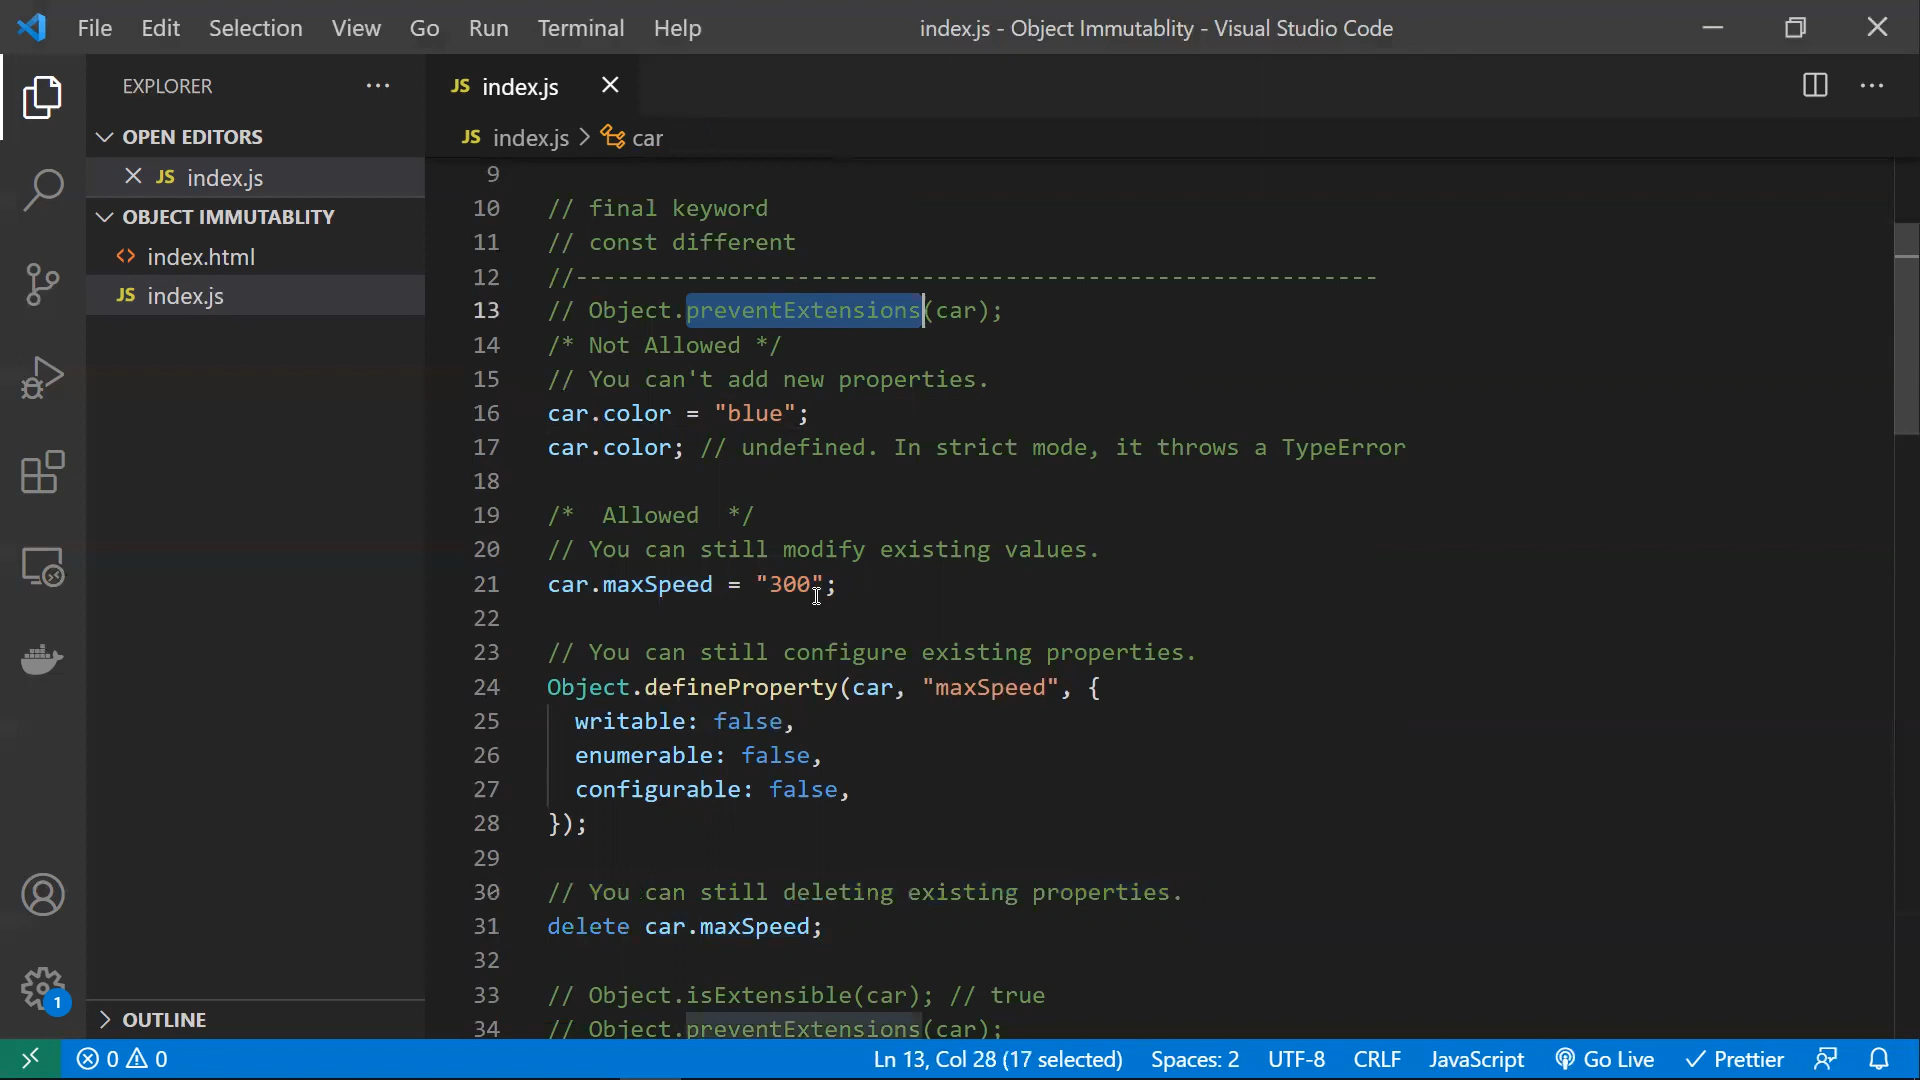 File Edit Selection View Go Run Terminal Help index.js - Object Immutablity - Visual Studio Code
EXPLORER ···
JS index.js
OPEN EDITORS
JS index.js
JS index.js > car
OBJECT IMMUTABLITY
<> index.html
JS index.js
9
10 // final keyword
11 // const different
12 //----------------------------------------------------------
13 // Object.preventExtensions(car);
14 /* Not Allowed */
15 // You can't add new properties.
16 car.color = "blue";
17 car.color; // undefined. In strict mode, it throws a TypeError
18
19 /*  Allowed  */
20 // You can still modify existing values.
21 car.maxSpeed = "300";
22
23 // You can still configure existing properties.
24 Object.defineProperty(car, "maxSpeed", {
25   writable: false,
26   enumerable: false,
27   configurable: false,
28 });
29
30 // You can still deleting existing properties.
31 delete car.maxSpeed;
32
33 // Object.isExtensible(car); // true
34 // Object.preventExtensions(car);
1
OUTLINE
0 0 Ln 13, Col 28 (17 selected) Spaces: 2 UTF-8 CRLF JavaScript Go Live Prettier